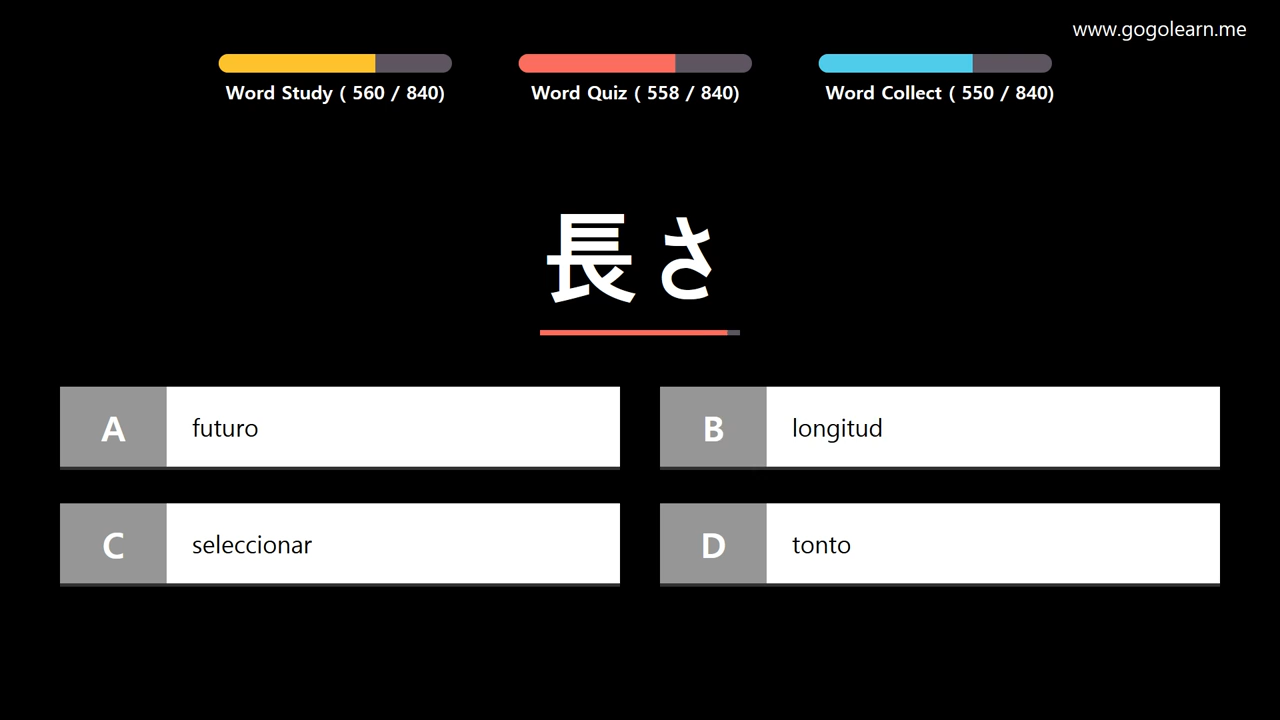 www.gogolearn.me
Word Study ( 560 / 840)
Word Quiz ( 558 / 840)
Word Collect ( 550 / 840)
長さ
A futuro
B longitud
C seleccionar
D tonto